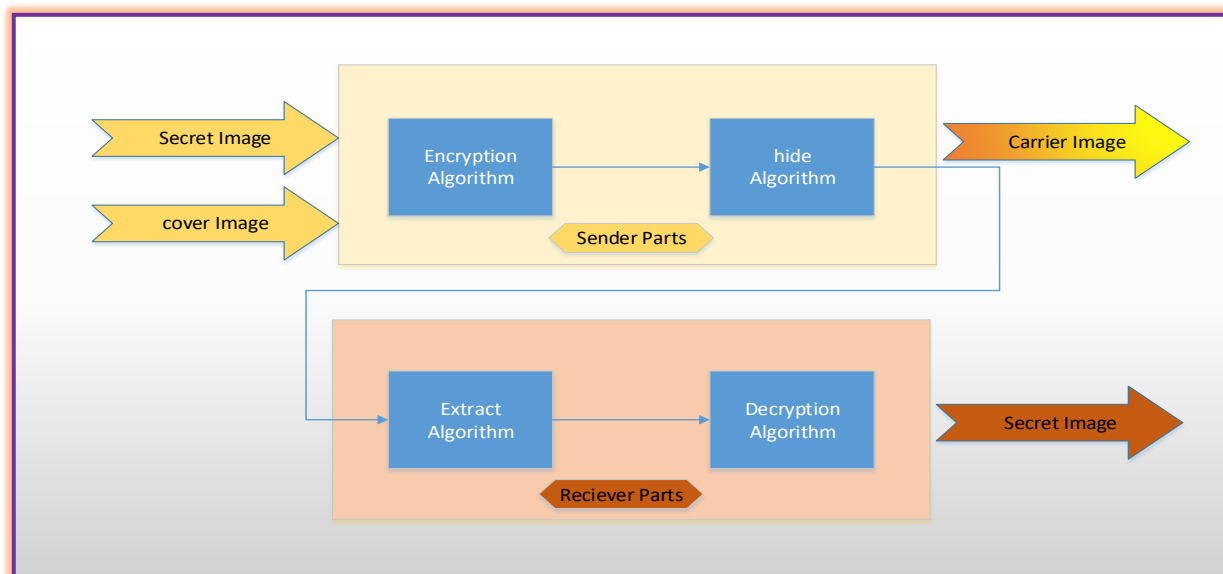 Secret Image
cover Image
Encryption
Algorithm
hide
Algorithm
Sender Parts
Carrier Image
Extract
Algorithm
Decryption
Algorithm
Reciever Parts
Secret Image